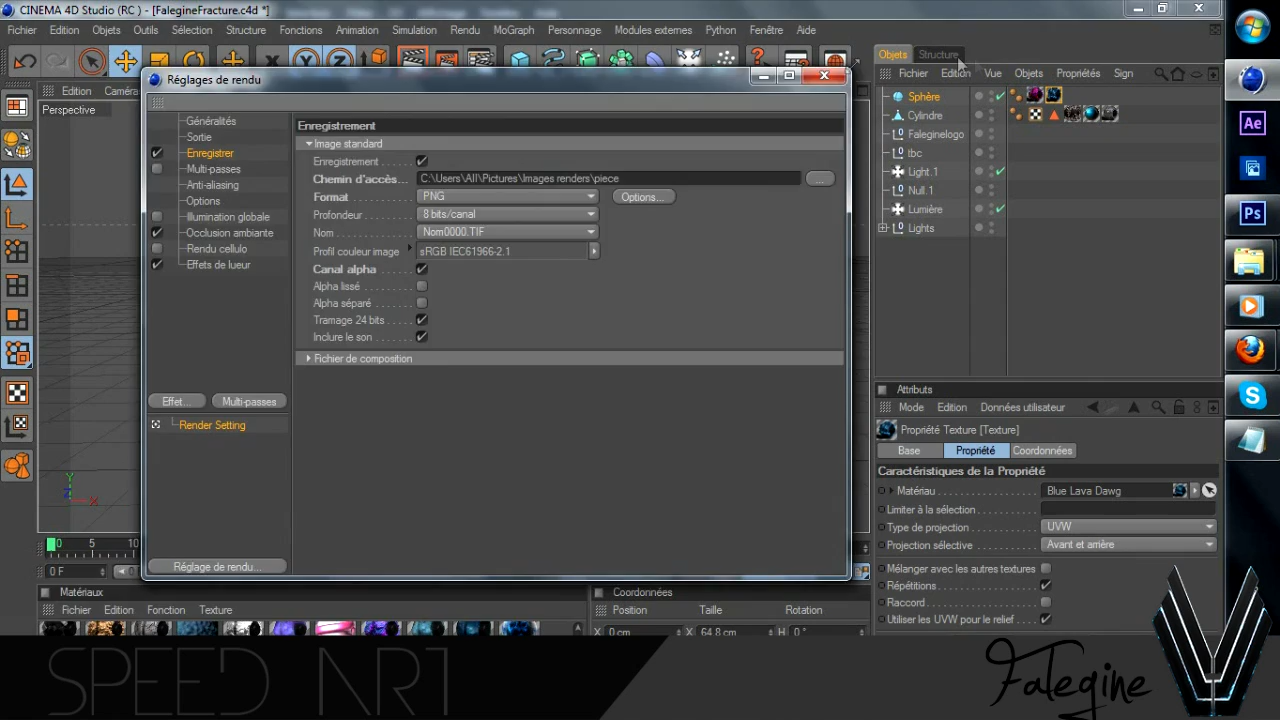 CINEMA 4D Studio (RC ) - [FalegineFracture.c4d *]
Fichier Edition Objets Outils Sélection Structure Fonctions Animation Simulation Rendu MoGraph Personnage Modules externes Python Fenêtre Aide
Edition Caméra
Perspective
Réglages de rendu
Généralités
Sortie
Enregistrer
Multi-passes
Anti-aliasing
Options
Illumination globale
Occlusion ambiante
Rendu cellulo
Effets de lueur
Effet... Multi-passes
Render Setting
Réglage de rendu...
Enregistrement
Image standard
Enregistrement
Chemin d'accès... C:\Users\All\Pictures\Images renders\piece ...
Format PNG Options...
Profondeur 8 bits/canal
Nom Nom0000.TIF
Profil couleur image sRGB IEC61966-2.1
Canal alpha
Alpha lissé
Alpha séparé
Tramage 24 bits
Inclure le son
Fichier de composition
Objets Structure
Fichier Edition Vue Objets Propriétés Sign
Sphère
Cylindre
Faleginelogo
tbc
Light.1
Null.1
Lumière
Lights
Attributs
Mode Edition Données utilisateur
Propriété Texture [Texture]
Base Propriété Coordonnées
Caractéristiques de la Propriété
Matériau Blue Lava Dawg
Limiter à la sélection
Type de projection UVW
Projection sélective Avant et arrière
Mélanger avec les autres textures
Répétitions
Raccord
Utiliser les UVW pour le relief
Y
Z
X
0 5 10
0 F 0
Matériaux
Fichier Edition Fonction Texture
Coordonnées
Position Taille Rotation
X 0 cm X 64.8 cm H 0 °
Ae
Ps
SPEED ART
Falegine